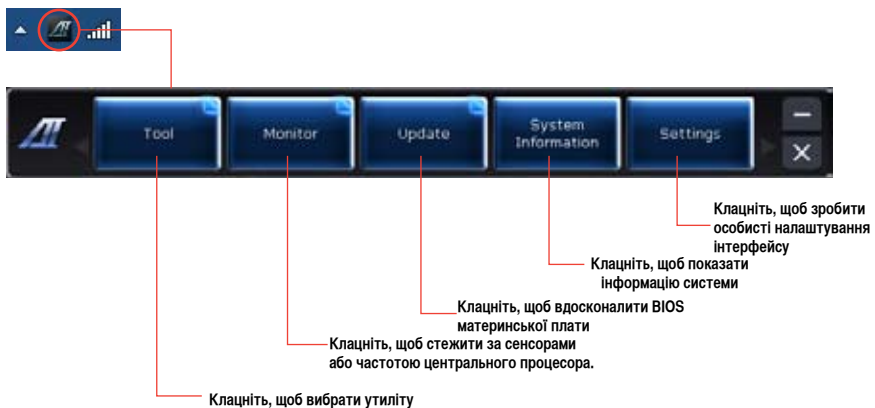 Tool
Monitor
Update
System
Information
Settings
Клацніть, щоб зробити
особисті налаштування
інтерфейсу
Клацніть, щоб показати
інформацію системи
Клацніть, щоб вдосконалити BIOS
материнської плати
Клацніть, щоб стежити за сенсорами
або частотою центрального процесора.
Клацніть, щоб вибрати утиліту